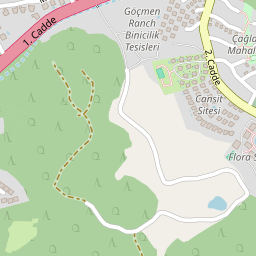 Göçmen
Ranch
Binicilik
Tesisleri
1. Cadde
2. Cadde
Çağla
Mahal
Cansit
Sitesi
Flora S